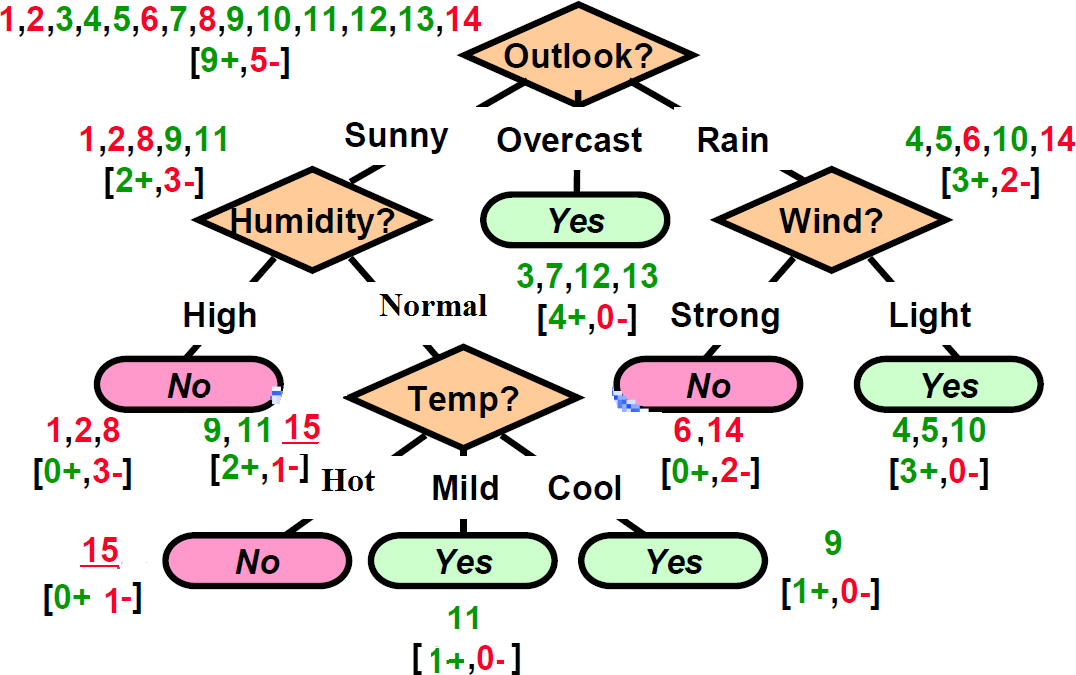 1,2,3,4,5,6,7,8,9,10,11,12,13,14
[9+,5-]
Outlook?
Sunny
Overcast
Rain
1,2,8,9,11
[2+,3-]
4,5,6,10,14
[3+,2-]
Humidity?
Yes
Wind?
3,7,12,13
[4+,0-]
High
Normal
Strong
Light
No
Temp?
No
Yes
1,2,8
[0+,3-]
9,11 15
[2+,1-]
6,14
[0+,2-]
4,5,10
[3+,0-]
Hot
Mild
Cool
15
[0+ 1-]
No
Yes
Yes
9
[1+,0-]
11
[1+,0-]